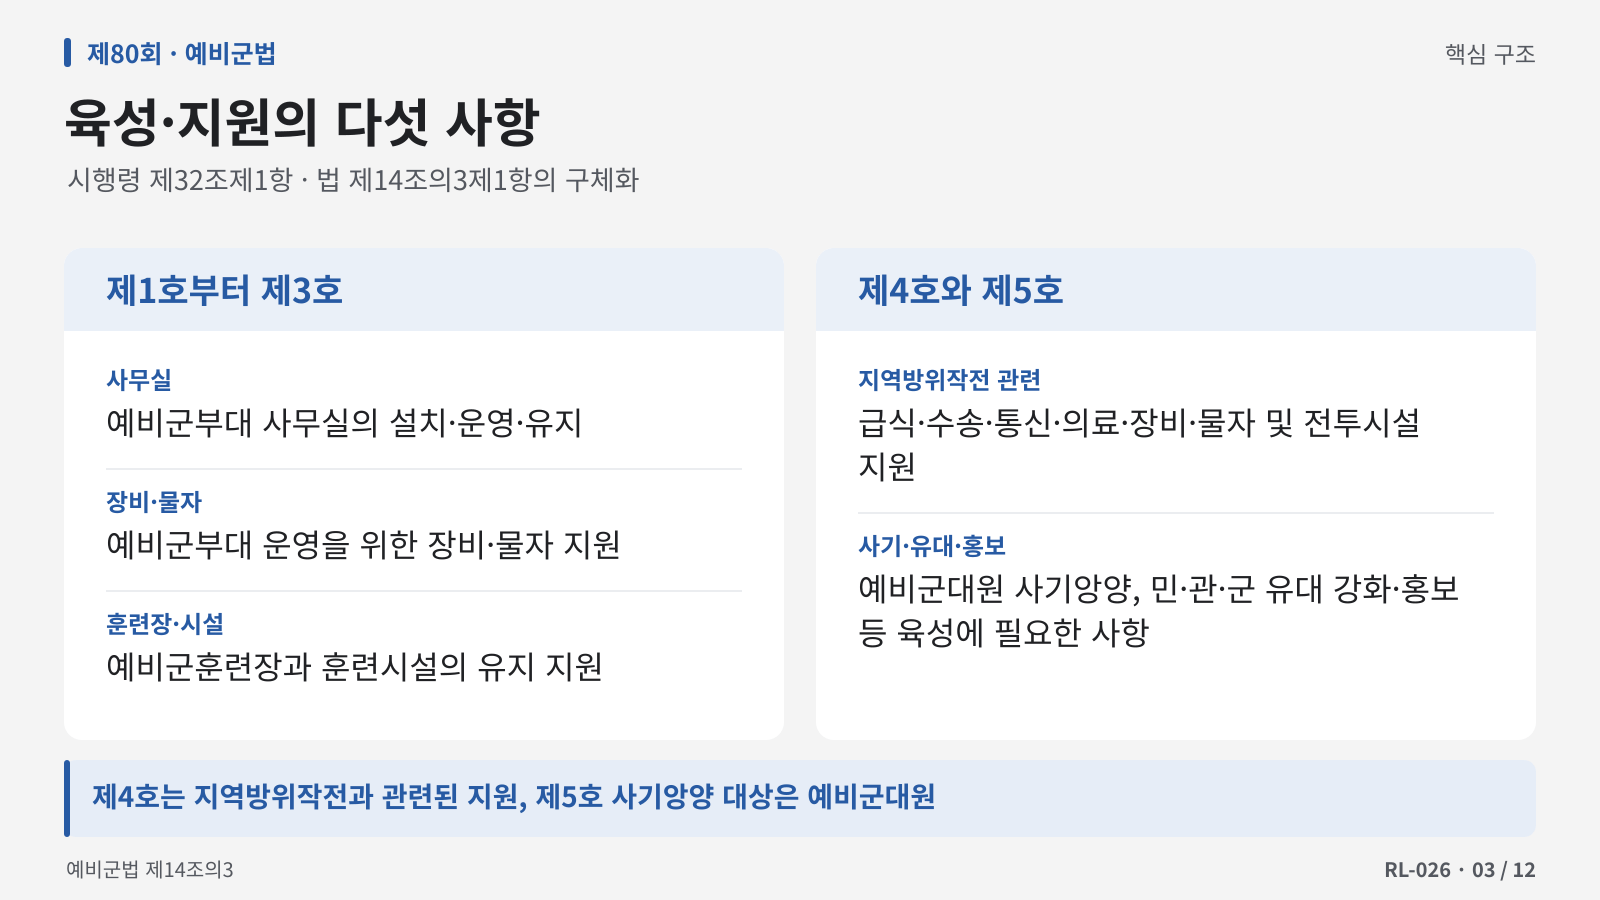 제80회 · 예비군법
핵심 구조
육성·지원의 다섯 사항
시행령 제32조제1항 · 법 제14조의3제1항의 구체화
제1호부터 제3호
사무실
예비군부대 사무실의 설치·운영·유지
장비·물자
예비군부대 운영을 위한 장비·물자 지원
훈련장·시설
예비군훈련장과 훈련시설의 유지 지원
제4호와 제5호
지역방위작전 관련
급식·수송·통신·의료·장비·물자 및 전투시설
지원
사기·유대·홍보
예비군대원 사기앙양, 민·관·군 유대 강화·홍보
등 육성에 필요한 사항
제4호는 지역방위작전과 관련된 지원, 제5호 사기앙양 대상은 예비군대원
예비군법 제14조의3
RL-026 · 03 / 12